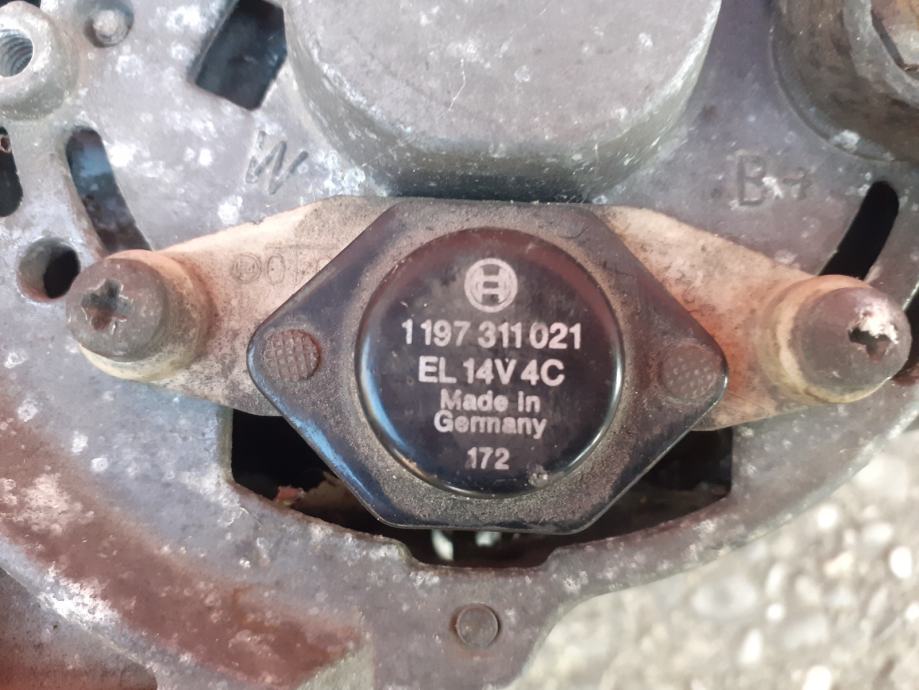 W
B+
1 197 311 021
EL 14V 4C
Made in
Germany
172